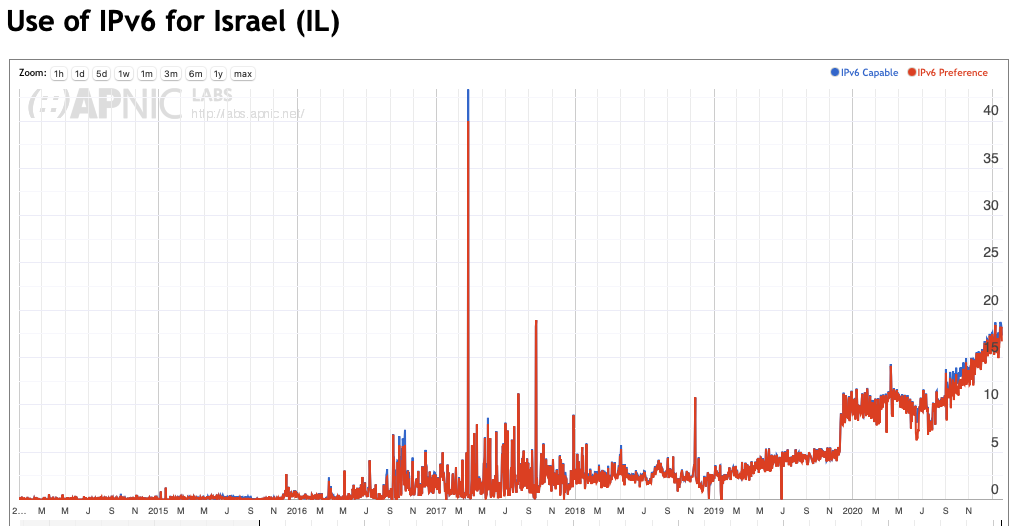 Use of IPv6 for Israel (IL)
Zoom: 1h 1d 5d 1w 1m 3m 6m 1y max
IPv6 Capable IPv6 Preference
((::))APNIC LABS
http://labs.apnic.net/
40
35
30
25
20
15
10
5
0
2... M M J S N 2015 M M J S N 2016 M M J S N 2017 M M J S N 2018 M M J S N 2019 M M J S N 2020 M M J S N